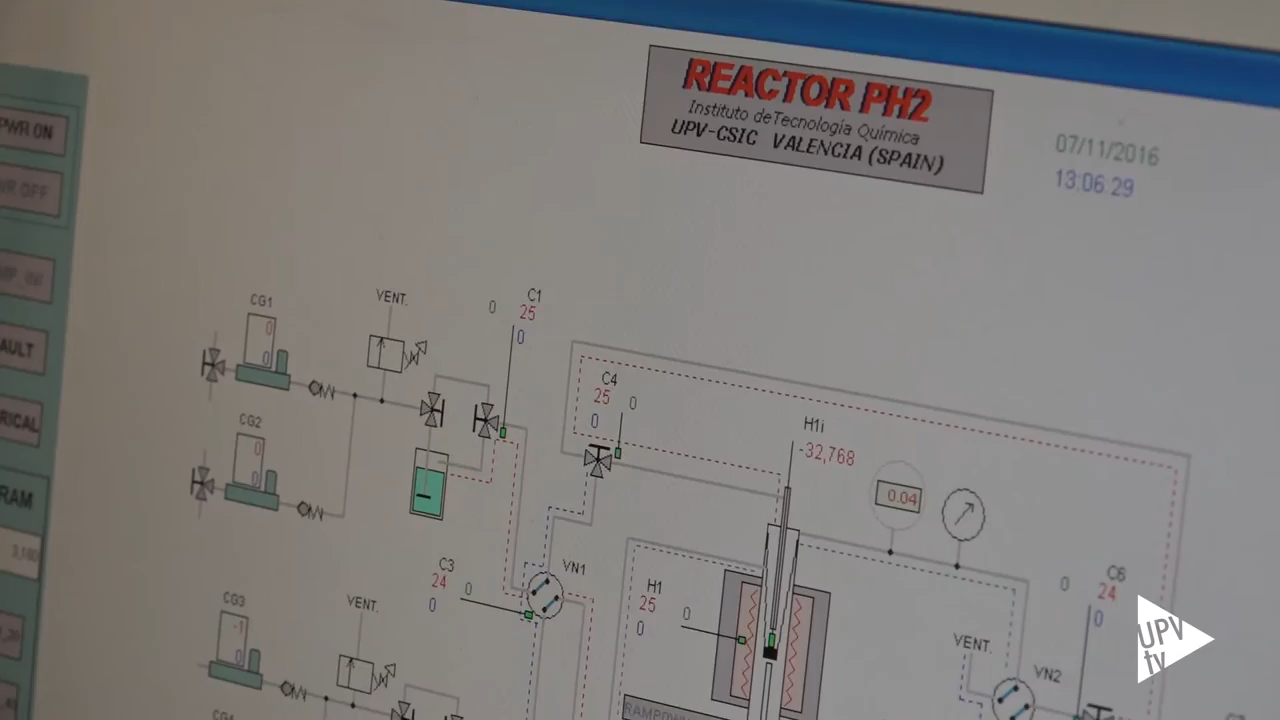 REACTOR PH2
Instituto deTecnología Química
UPV-CSIC VALENCIA (SPAIN)
07/11/2016
13:06:29
PWR ON
OFF
CG1
0
0
VENT.
0
C1
25
0
CG2
0
0
C4
25
0
0
H1i
-32,768
0.04
C3
24
0
0
VN1
H1
25
0
0
C6
0
24
0
CG3
-1
0
VENT.
VENT.
VN2
UPV
tv